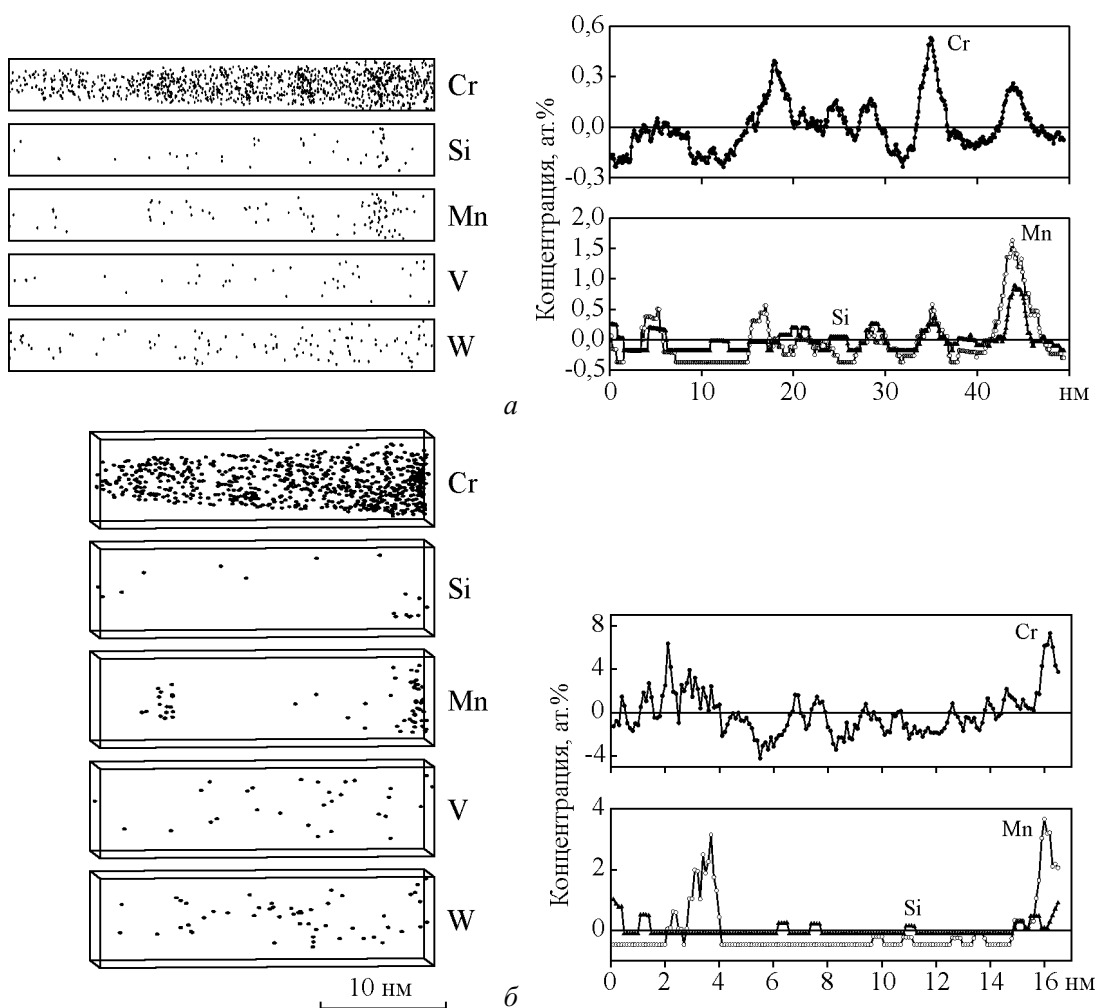 Cr
Si
Mn
V
W
Концентрация, ат.%
0,6
0,3
0,0
-0,3
Cr
2,0
1,5
1,0
0,5
0,0
-0,5
Mn
Si
0 10 20 30 40 нм
а
Cr
Si
Mn
V
W
10 нм
Концентрация, ат.%
8
4
0
-4
Cr
Концентрация, ат.%
4
2
0
Mn
Si
0 2 4 6 8 10 12 14 16 нм
б